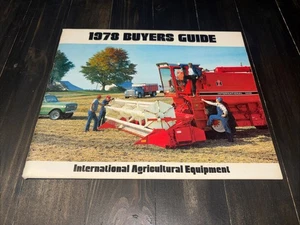 1978 BUYERS GUIDE
International Agricultural Equipment